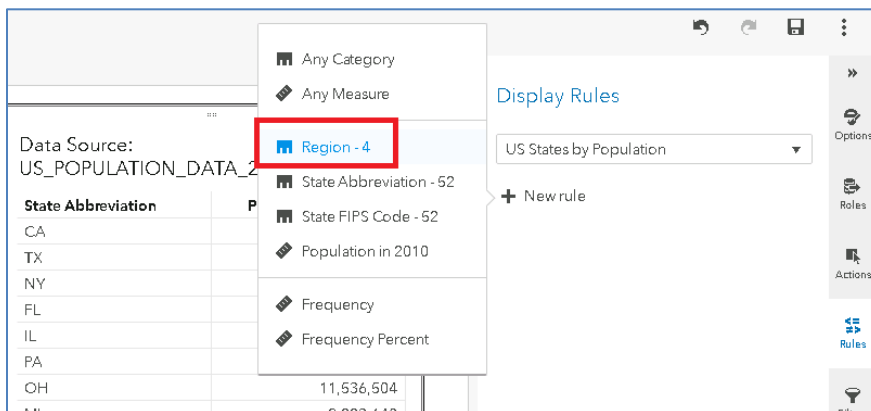 Any Category
Any Measure
Region - 4
State Abbreviation - 52
State FIPS Code - 52
Population in 2010
Frequency
Frequency Percent
Data Source:
US_POPULATION_DATA_2
State Abbreviation
P
CA
TX
NY
FL
IL
PA
OH
11,536,504
Display Rules
US States by Population
New rule
Options
Roles
Actions
Rules